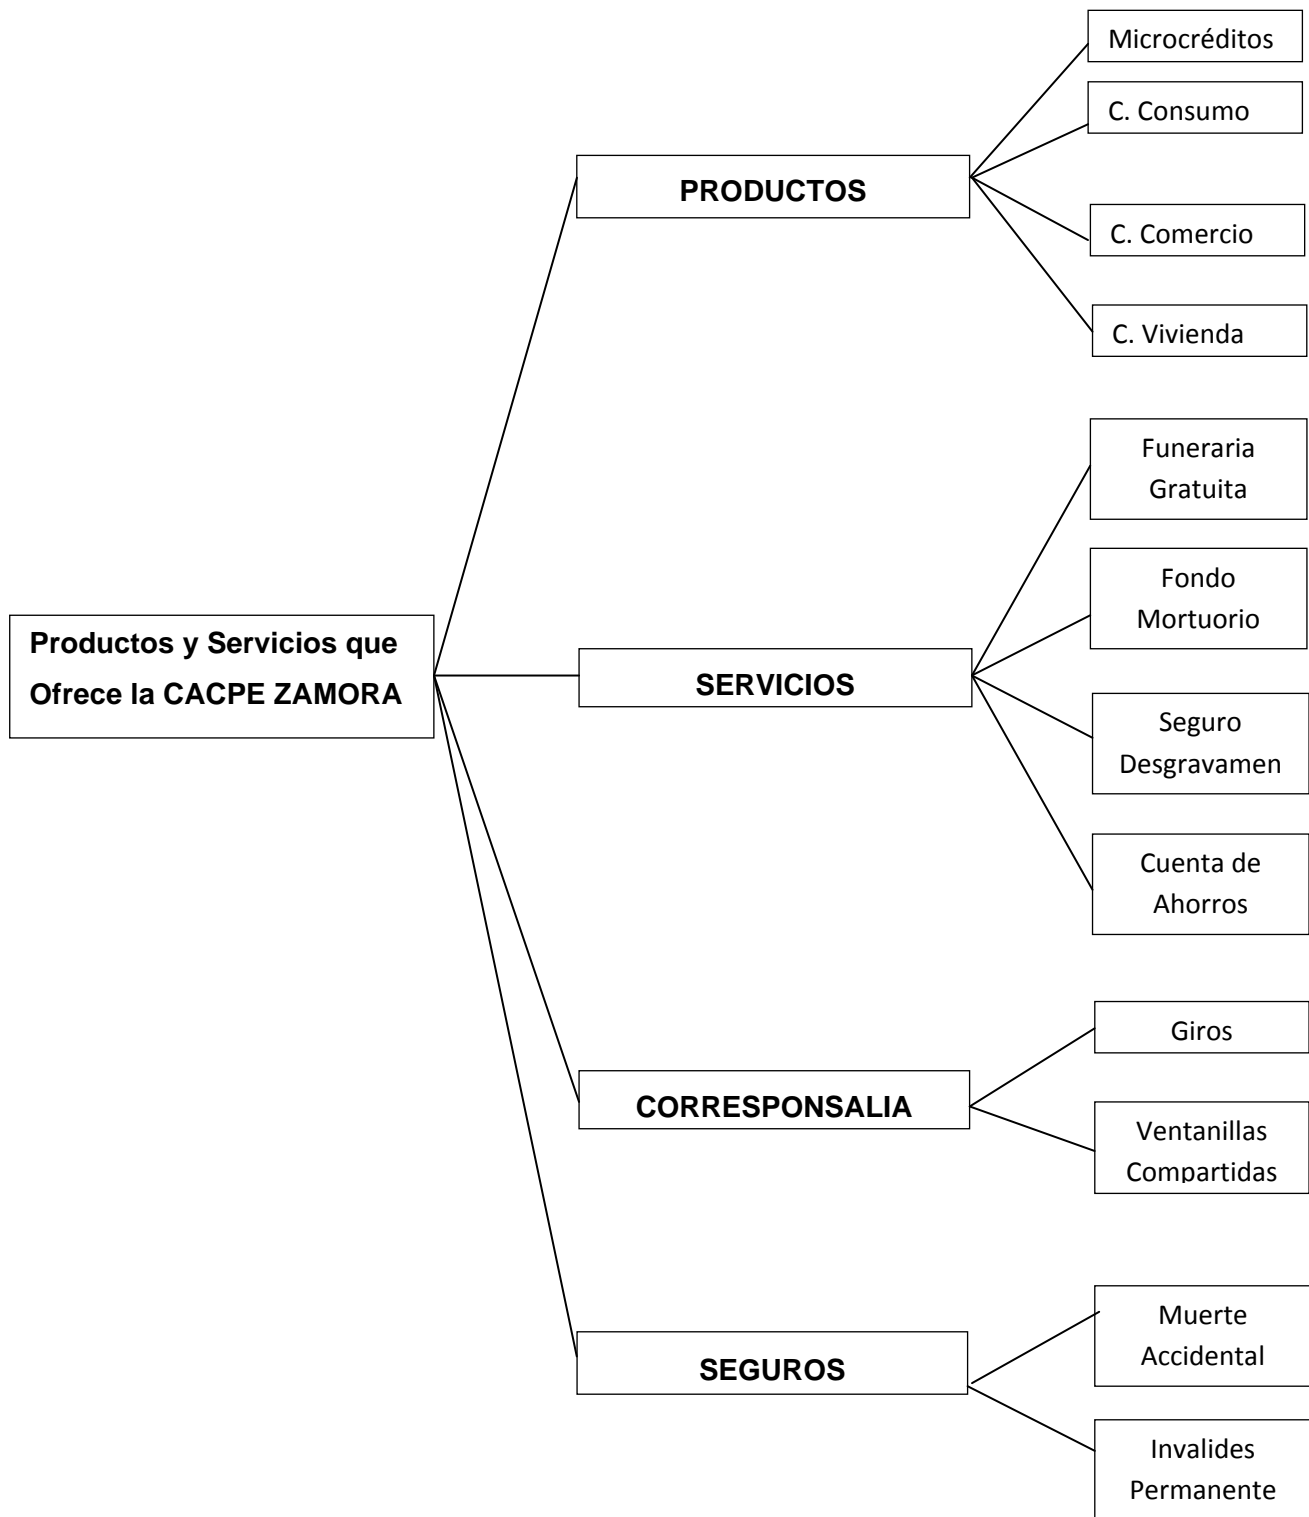 Microcréditos
C. Consumo
PRODUCTOS
C. Comercio
C. Vivienda
Funeraria
Gratuita
Fondo
Mortuorio
Productos y Servicios que
Ofrece la CACPE ZAMORA
SERVICIOS
Seguro
Desgravamen
Cuenta de
Ahorros
Giros
CORRESPONSALIA
Ventanillas
Compartidas
Muerte
Accidental
SEGUROS
Invalides
Permanente